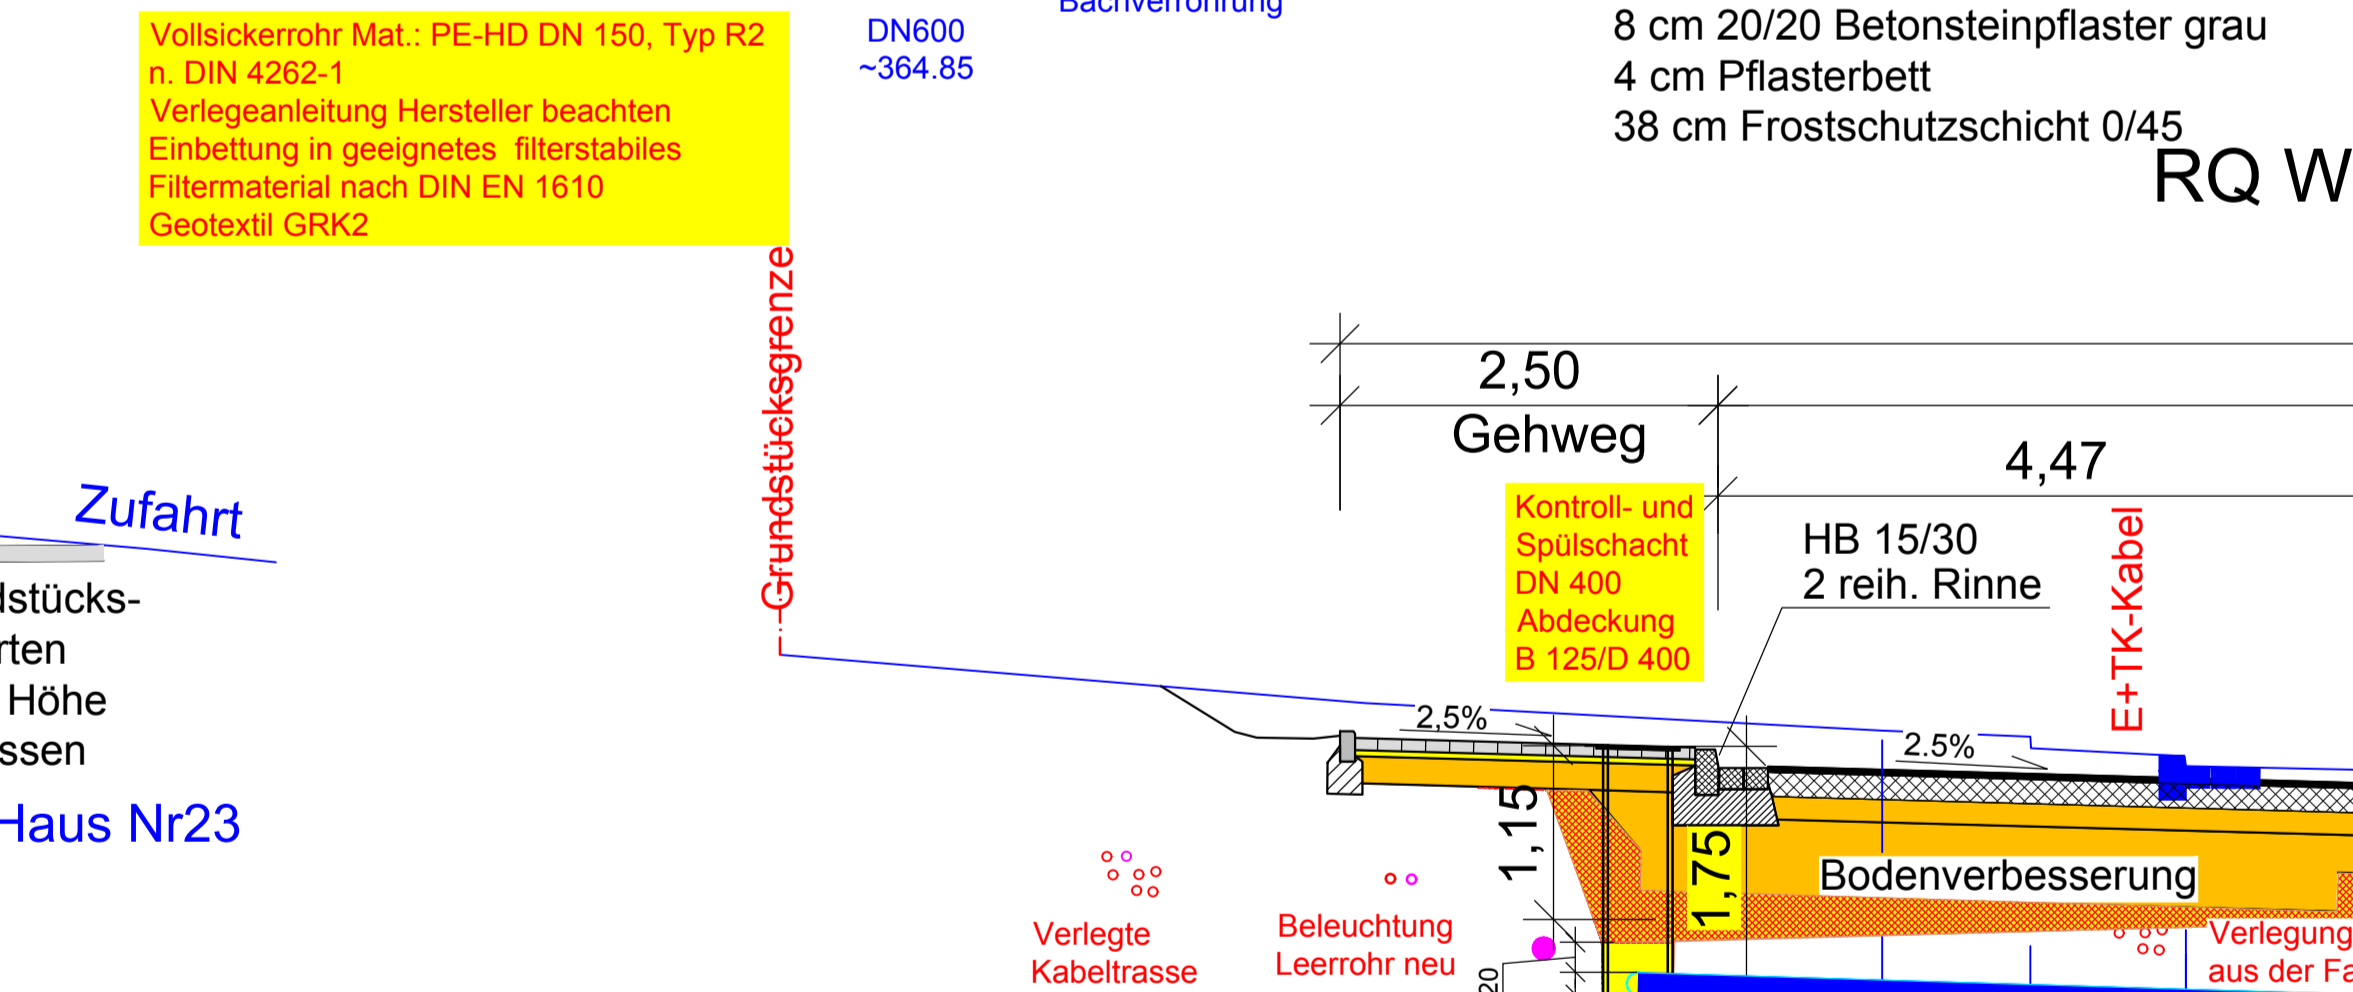 Bachverrohrung
Vollsickerrohr Mat.: PE-HD DN 150, Typ R2
n. DIN 4262-1
Verlegeanleitung Hersteller beachten
Einbettung in geeignetes filterstabiles
Filtermaterial nach DIN EN 1610
Geotextil GRK2
DN600
~364.85
8 cm 20/20 Betonsteinpflaster grau
4 cm Pflasterbett
38 cm Frostschutzschicht 0/45
RQ W
Grundstücksgrenze
2,50
Gehweg
4,47
Zufahrt
dstücks-
rten
Höhe
ssen
Haus Nr23
Kontroll- und
Spülschacht
DN 400
Abdeckung
B 125/D 400
HB 15/30
2 reih. Rinne
E+TK-Kabel
2,5%
2.5%
1,15
1,75
Bodenverbesserung
Verlegte
Kabeltrasse
Beleuchtung
Leerrohr neu
20
Verlegung
aus der Fa